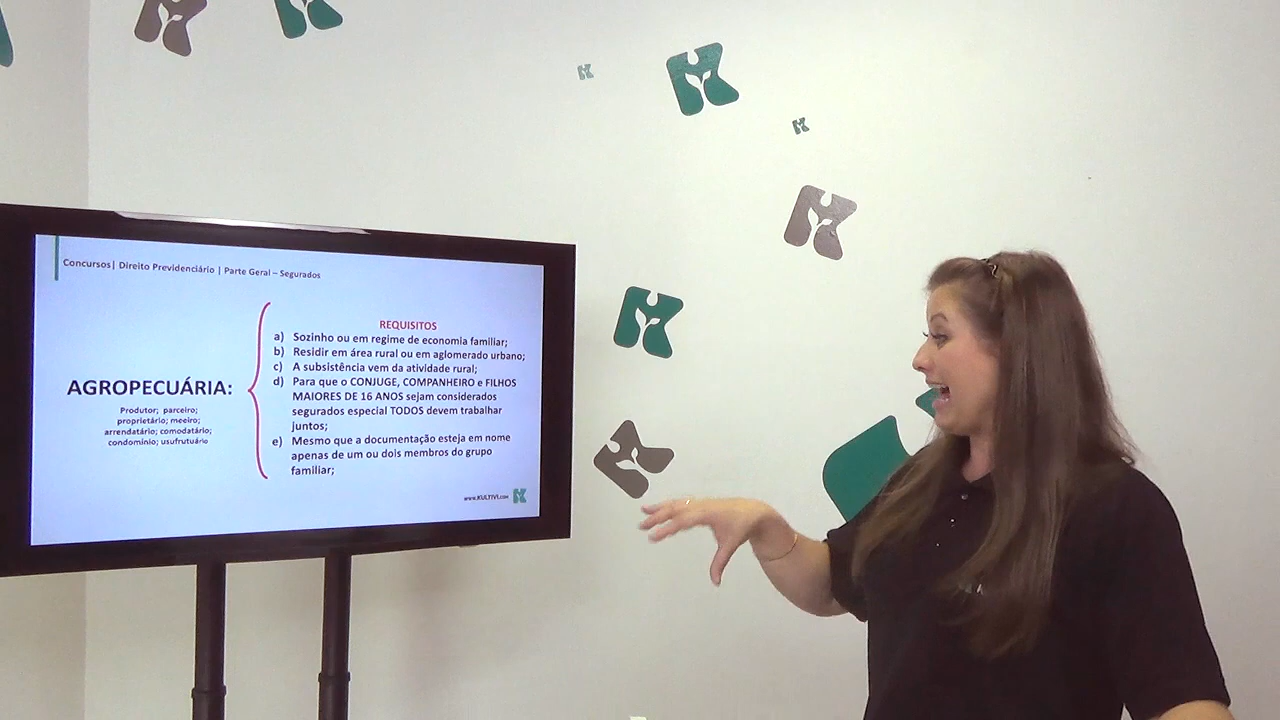 Concursos| Direito Previdenciário | Parte Geral – Segurados
REQUISITOS
a) Sozinho ou em regime de economia familiar;
b) Residir em área rural ou em aglomerado urbano;
c) A subsistência vem da atividade rural;
d) Para que o CONJUGE, COMPANHEIRO e FILHOS
MAIORES DE 16 ANOS sejam considerados
segurados especial TODOS devem trabalhar
juntos;
e) Mesmo que a documentação esteja em nome
apenas de um ou dois membros do grupo
familiar;
AGROPECUÁRIA:
Produtor; parceiro;
proprietário; meeiro;
arrendatário; comodatário;
condomínio; usufrutuário
www.KULTIVI.com